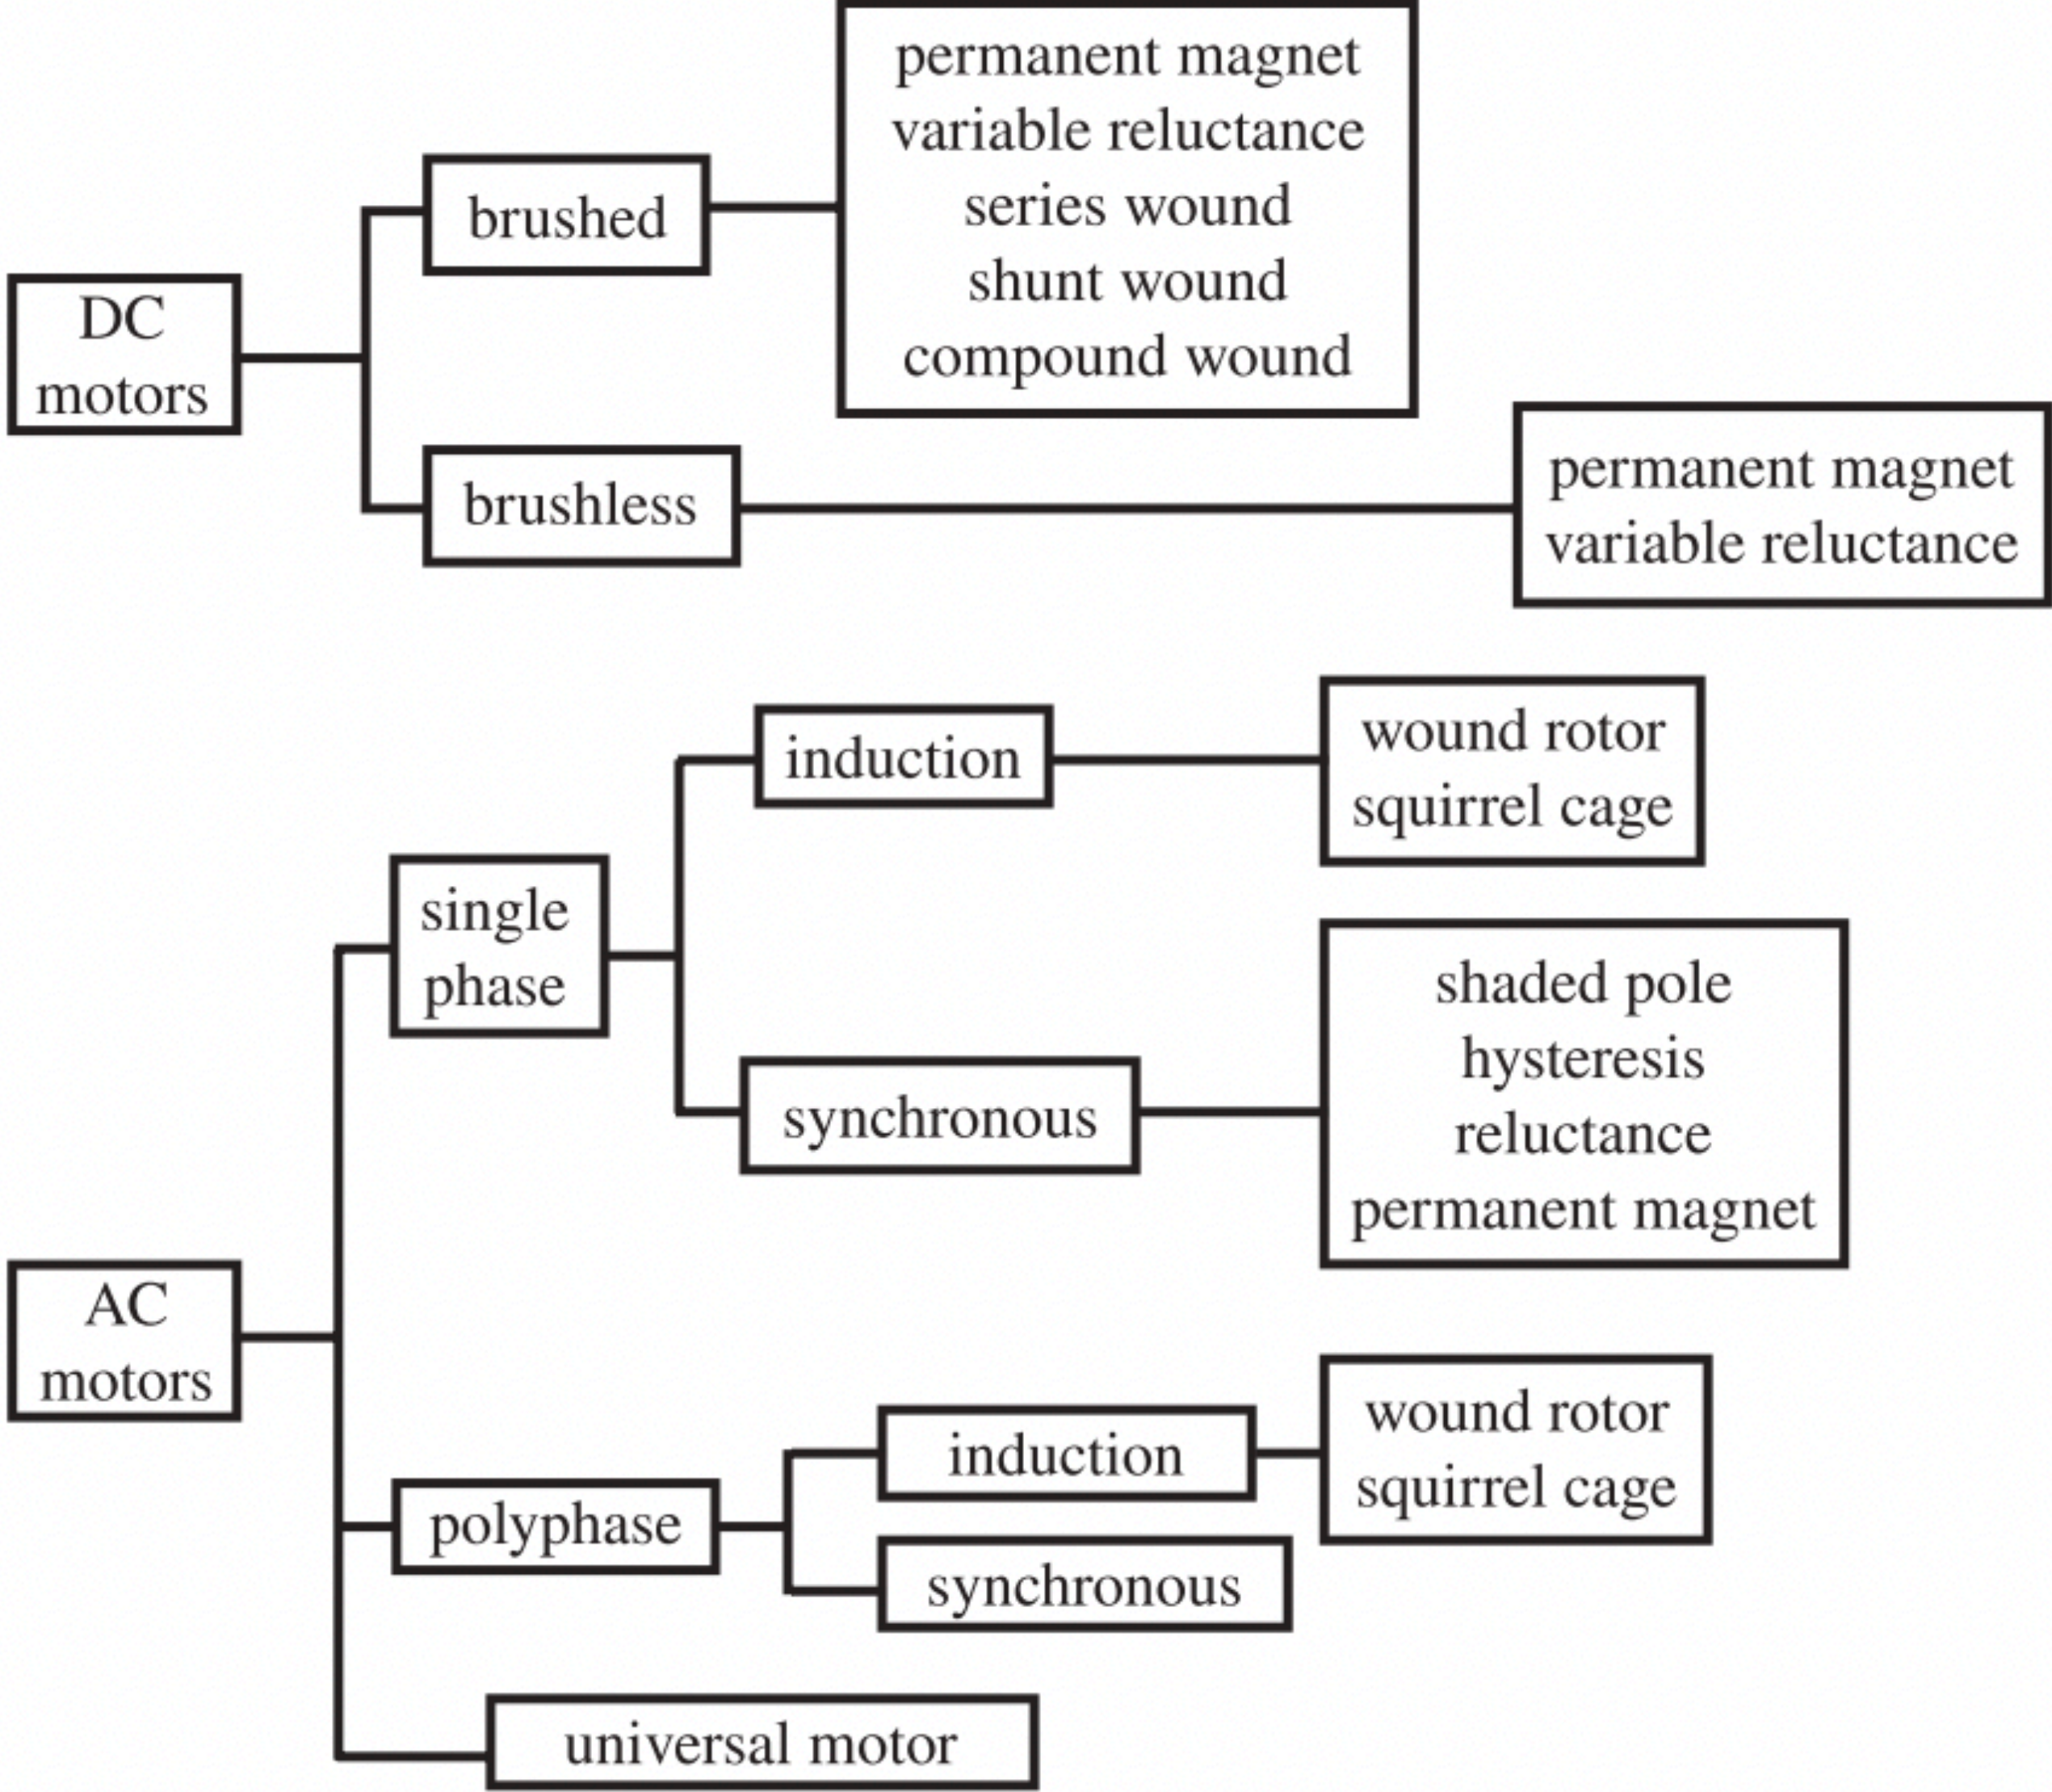 DC
motors
brushed
permanent magnet
variable reluctance
series wound
shunt wound
compound wound
brushless
permanent magnet
variable reluctance
AC
motors
single
phase
induction
wound rotor
squirrel cage
synchronous
shaded pole
hysteresis
reluctance
permanent magnet
polyphase
induction
wound rotor
squirrel cage
synchronous
universal motor